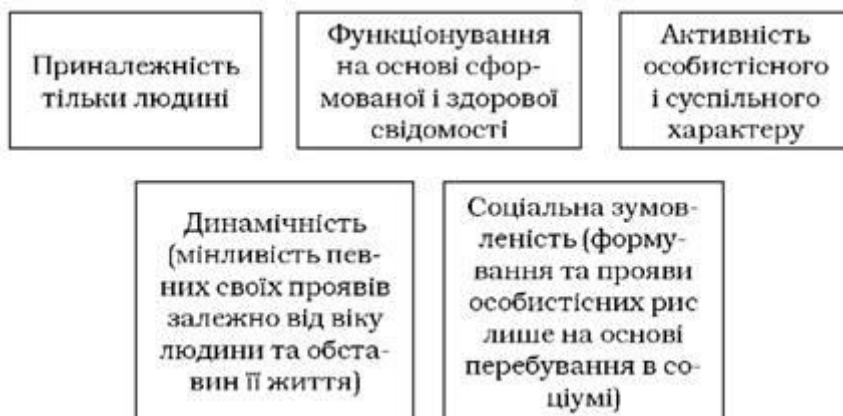 Приналежність
тільки людині
Функціонування
на основі сфор-
мованої і здорової
свідомості
Активність
особистісного
і суспільного
характеру
Динамічність
(мінливість пев-
них своїх проявів
залежно від віку
людини та обста-
вин її життя)
Соціальна зумов-
леність (форму-
вання та прояви
особистісних рис
лише на основі
перебування в со-
ціумі)